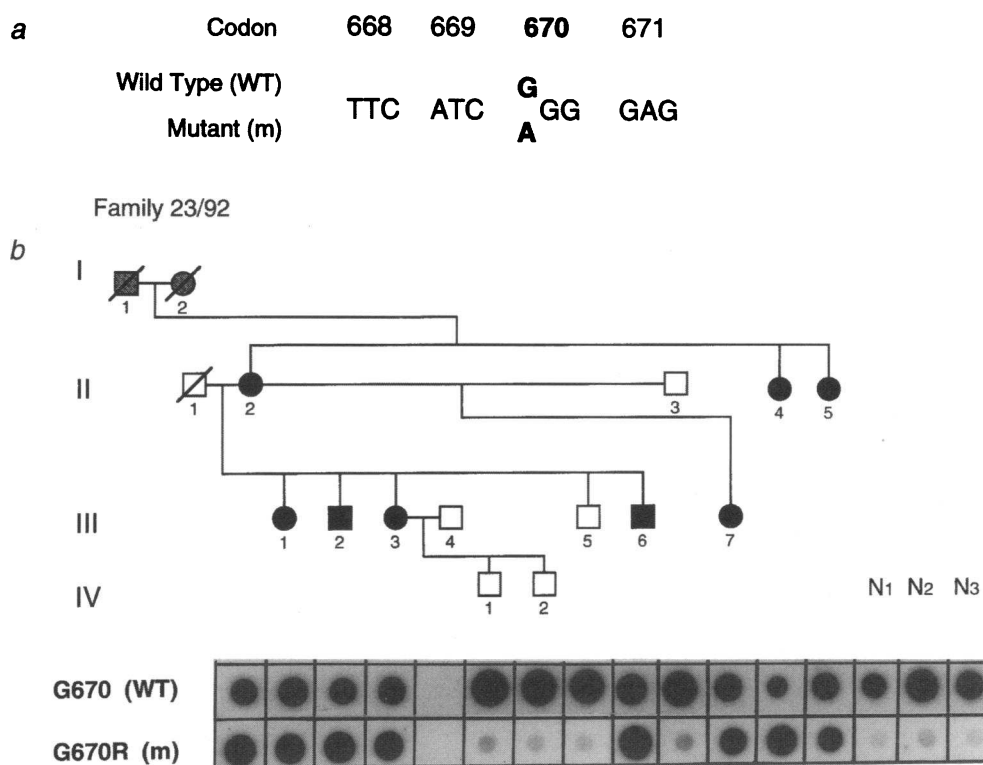 a Codon 668 669 670 671
Wild Type (WT) G
TTC ATC GG GAG
Mutant (m) A
Family 23/92
b
I
1 2
II
1 2 3 4 5
III
1 2 3 4 5 6 7
IV
1 2
N1 N2 N3
G670 (WT)
G670R (m)